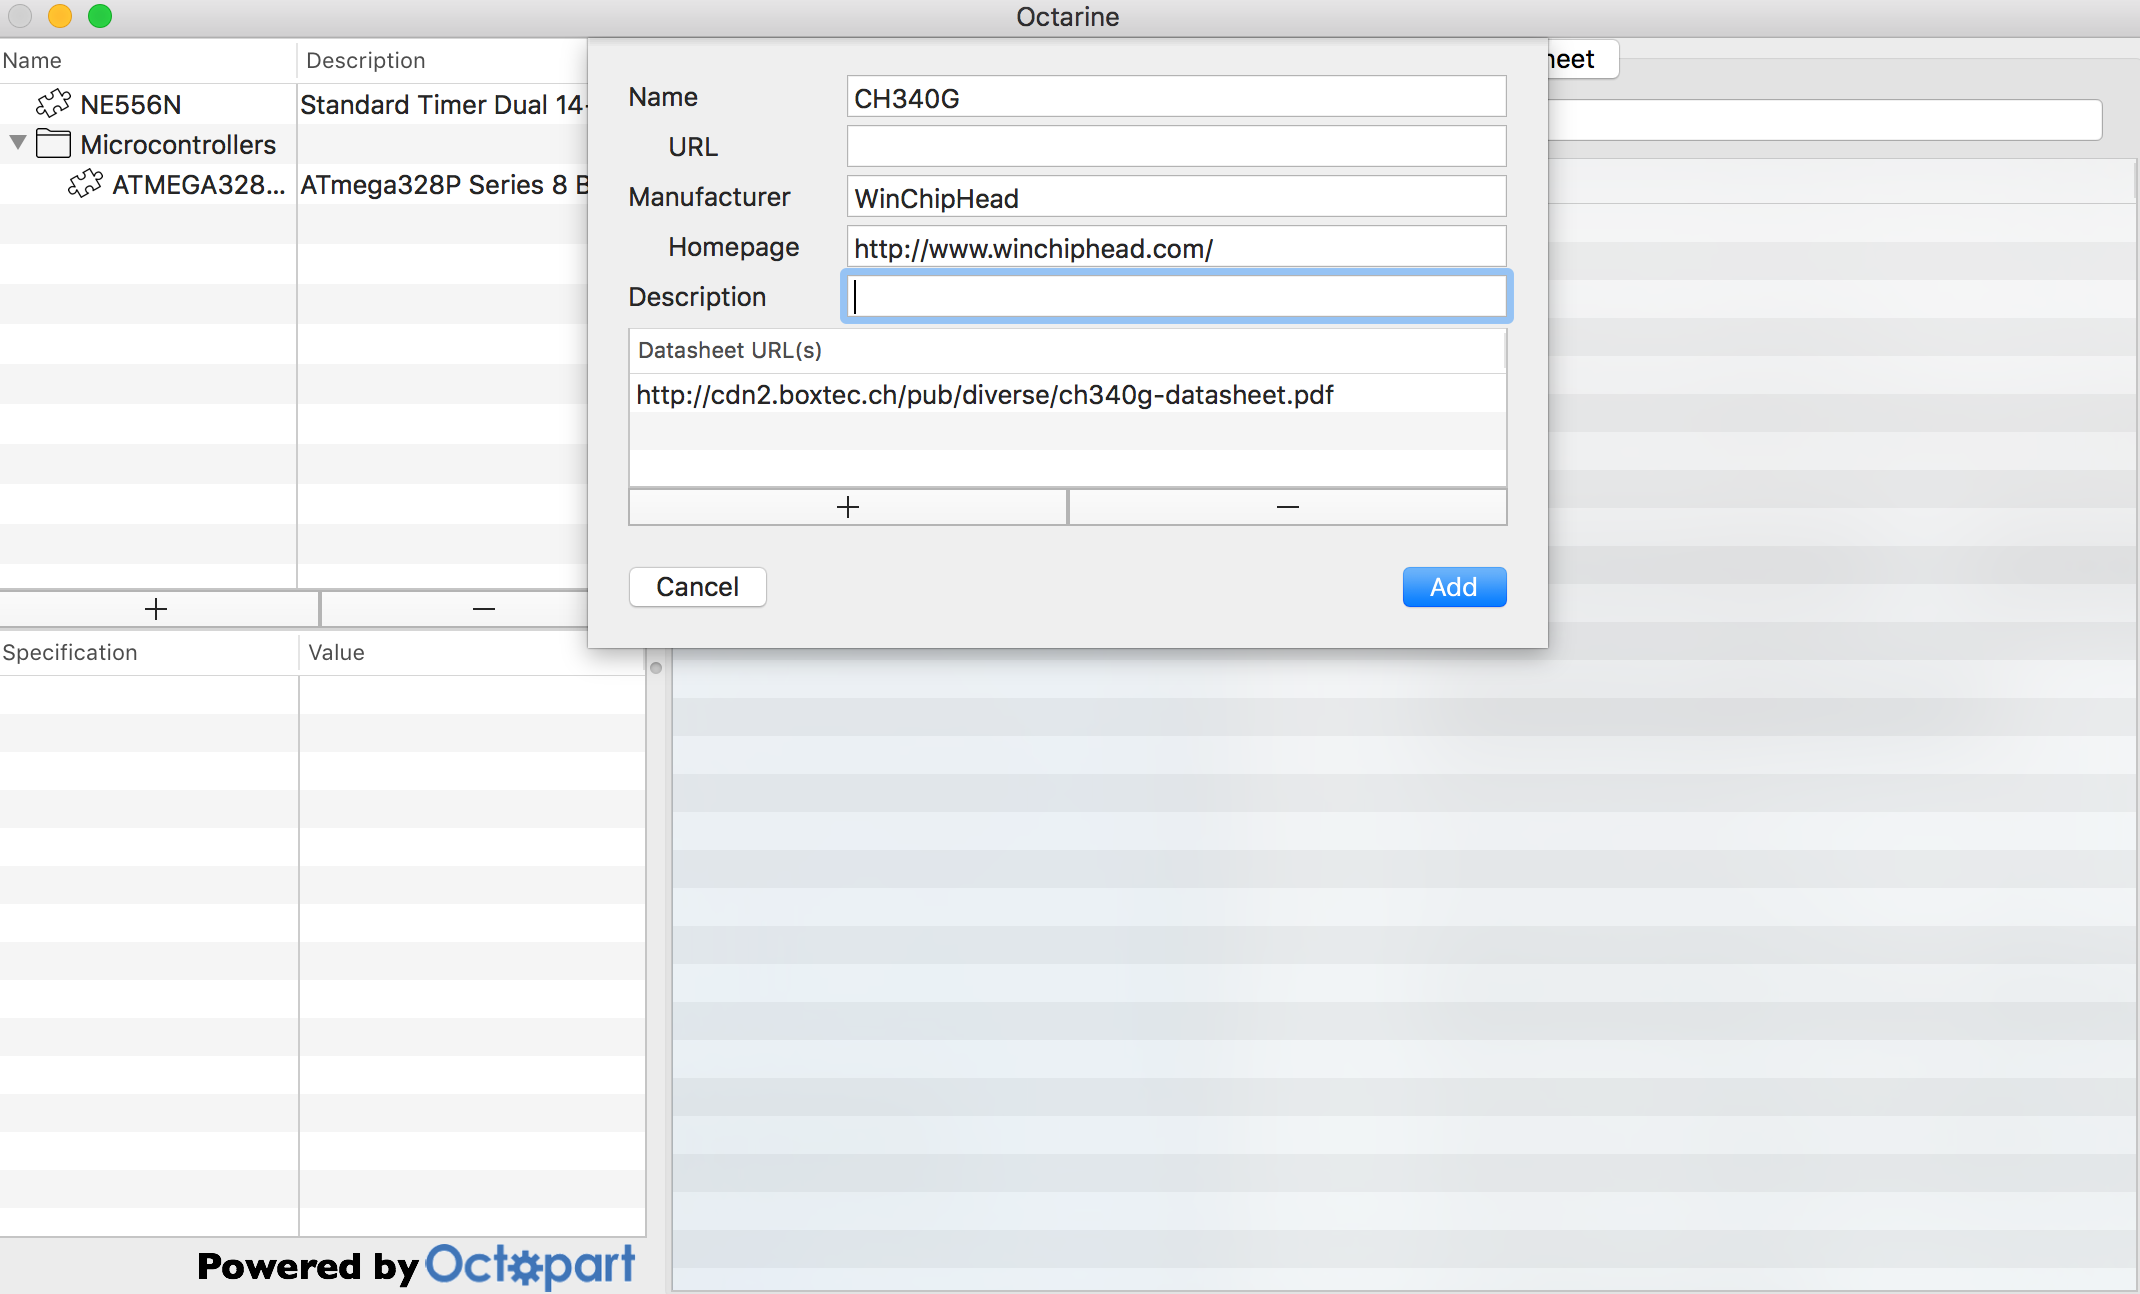 Octarine
Name Description
NE556N Standard Timer Dual 14-
Microcontrollers
ATMEGA328... ATmega328P Series 8 B
Specification Value
Powered by Octopart
Name CH340G
URL
Manufacturer WinChipHead
Homepage http://www.winchiphead.com/
Description
Datasheet URL(s)
http://cdn2.boxtec.ch/pub/diverse/ch340g-datasheet.pdf
Cancel Add
heet